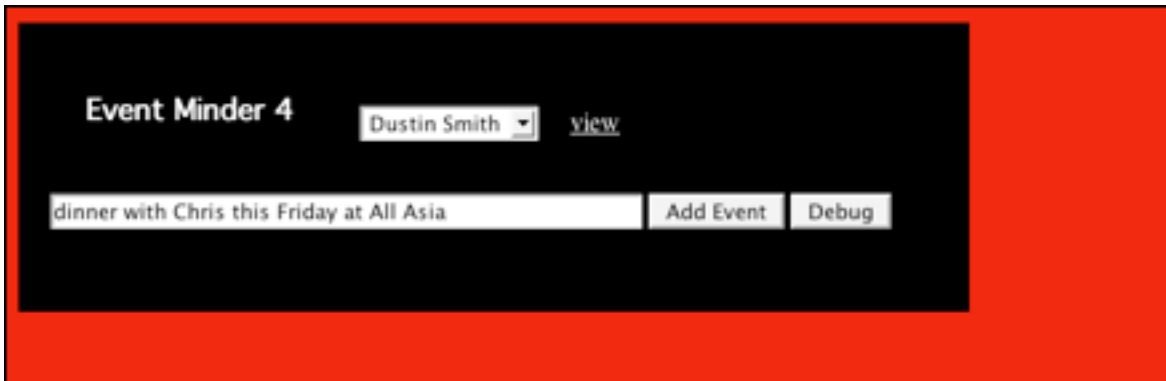 Event Minder 4 Dustin Smith view
dinner with Chris this Friday at All Asia Add Event Debug